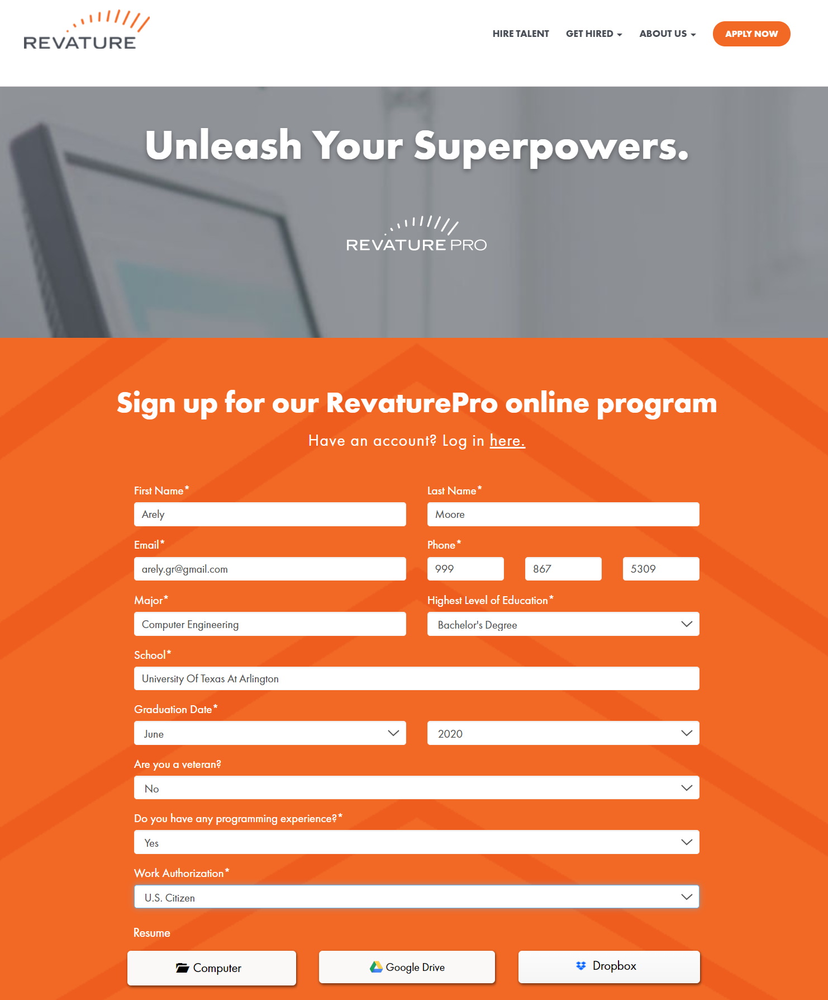 REVATURE
HIRE TALENT GET HIRED ABOUT US APPLY NOW
Unleash Your Superpowers.
REVATURE PRO
Sign up for our RevaturePro online program
Have an account? Log in here.
First Name* Last Name*
Arely Moore
Email* Phone*
arely.gr@gmail.com 999 867 5309
Major* Highest Level of Education*
Computer Engineering Bachelor's Degree
School*
University Of Texas At Arlington
Graduation Date*
June 2020
Are you a veteran?
No
Do you have any programming experience?*
Yes
Work Authorization*
U.S. Citizen
Resume
Computer Google Drive Dropbox